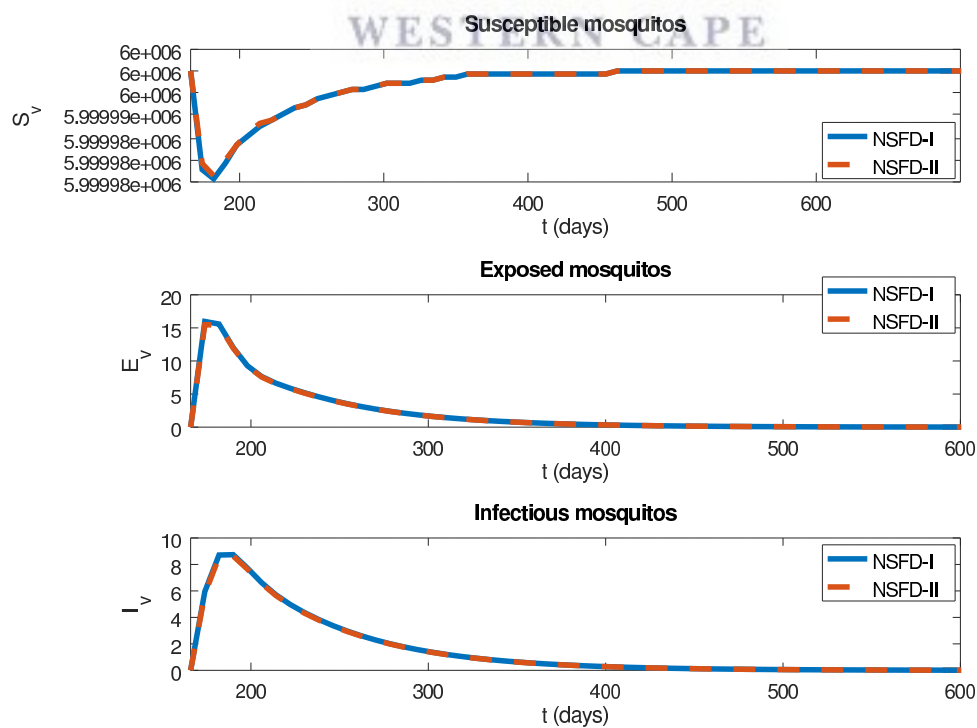 WESTERN CAPE
Susceptible mosquitos
6e+006
6e+006
6e+006
5.99999e+006
5.99998e+006
5.99998e+006
5.99998e+006
S_v
NSFD-I
NSFD-II
200 300 400 500 600
t (days)
Exposed mosquitos
20
15
10
5
0
E_v
NSFD-I
NSFD-II
200 300 400 500 600
t (days)
Infectious mosquitos
10
8
6
4
2
0
I_v
NSFD-I
NSFD-II
200 300 400 500 600
t (days)